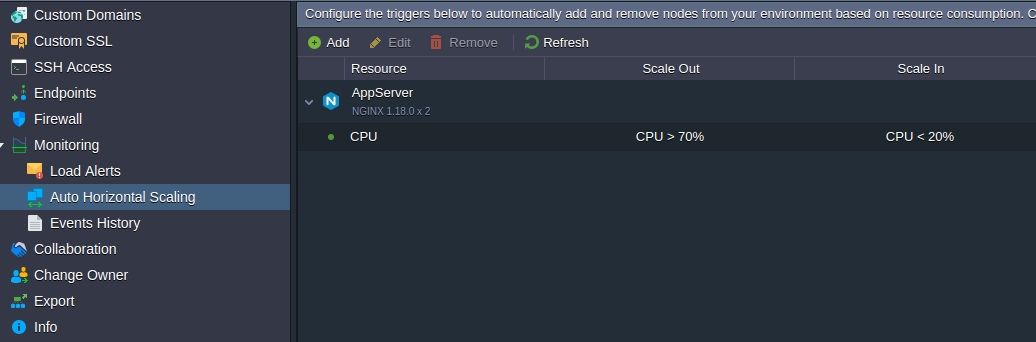 Custom Domains
Custom SSL
SSH Access
Endpoints
Firewall
Monitoring
Load Alerts
Auto Horizontal Scaling
Events History
Collaboration
Change Owner
Export
Info
Configure the triggers below to automatically add and remove nodes from your environment based on resource consumption. C
Add Edit Remove Refresh
Resource Scale Out Scale In
AppServer
NGINX 1.18.0 x 2
CPU CPU > 70% CPU < 20%